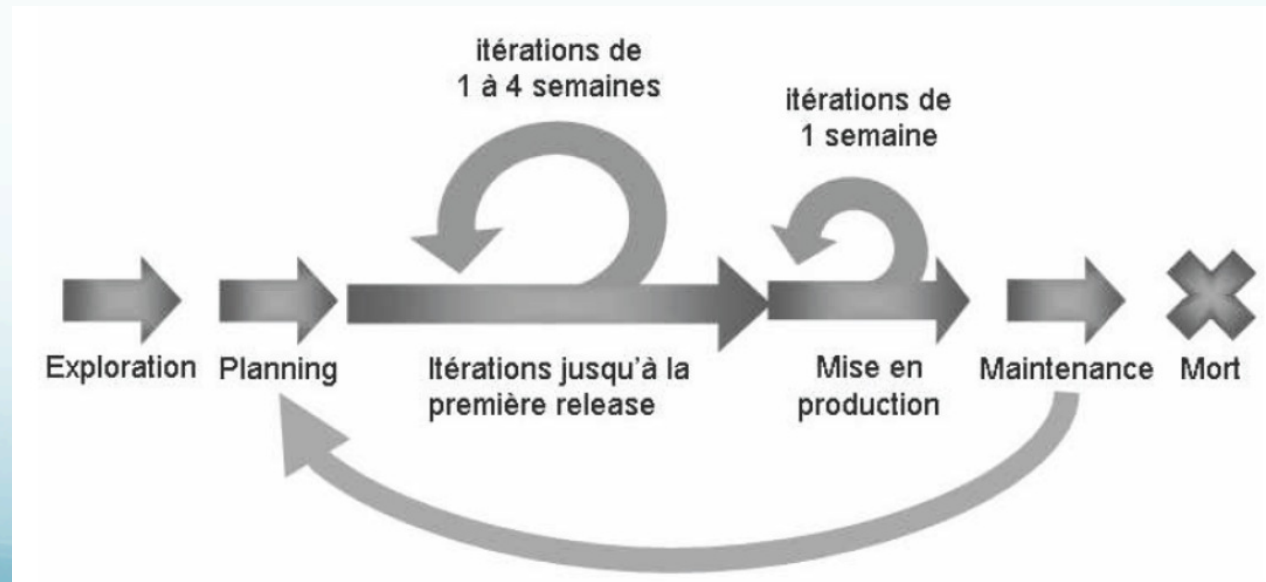 itérations de
1 à 4 semaines
itérations de
1 semaine
Exploration
Planning
Itérations jusqu'à la
première release
Mise en
production
Maintenance
Mort